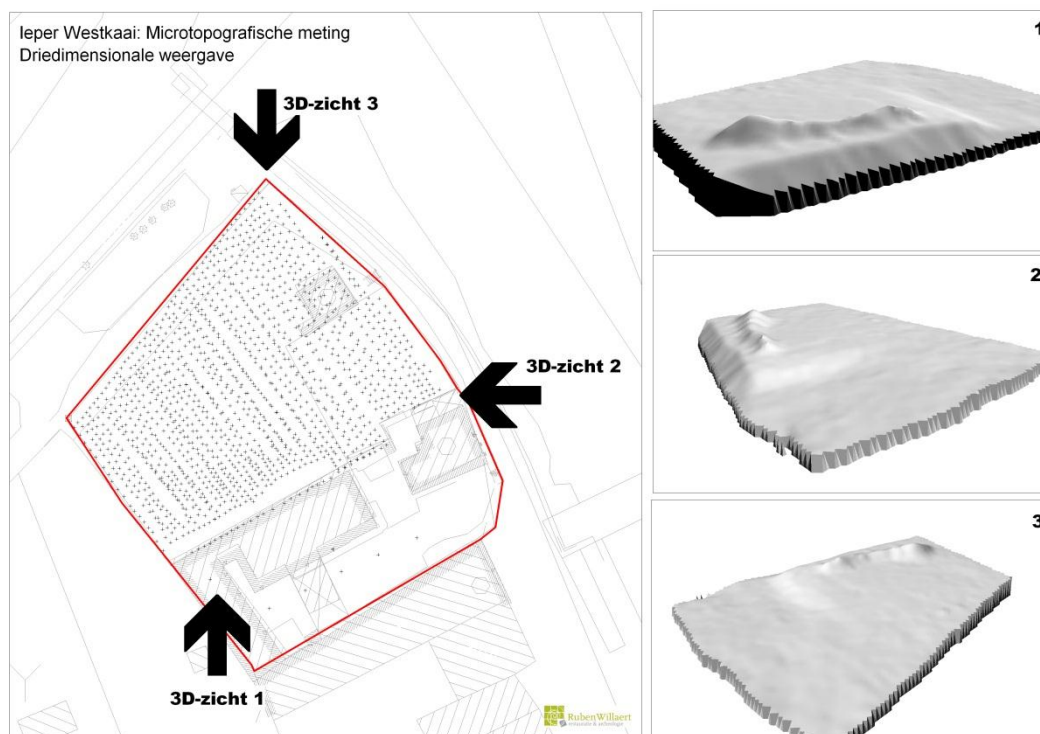 Ieper Westkaai: Microtopografische meting
Driedimensionale weergave
3D-zicht 3
3D-zicht 2
3D-zicht 1
RubenWillaert
1
2
3